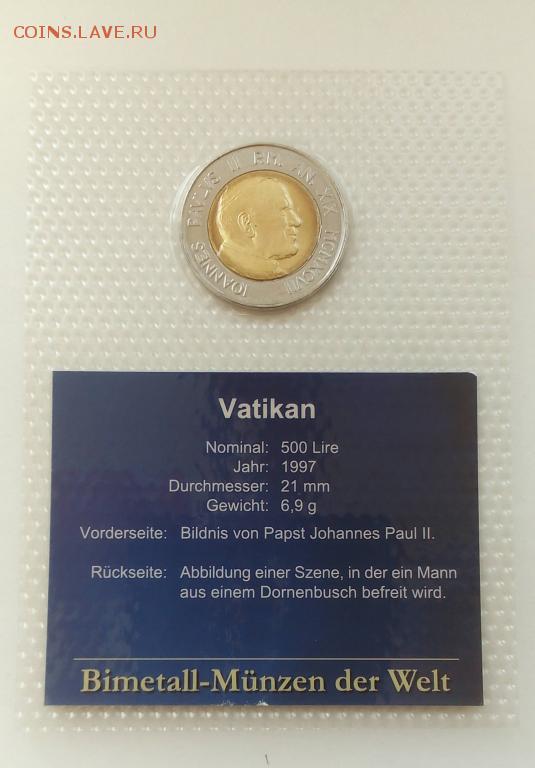 COINS.LAVE.RU
IOANNES PAVLVS II P.M. AN. XIX MCMXCVII
Vatikan
Nominal: 500 Lire
Jahr: 1997
Durchmesser: 21 mm
Gewicht: 6,9 g
Vorderseite: Bildnis von Papst Johannes Paul II.
Rückseite: Abbildung einer Szene, in der ein Mann
aus einem Dornenbusch befreit wird.
Bimetall-Münzen der Welt